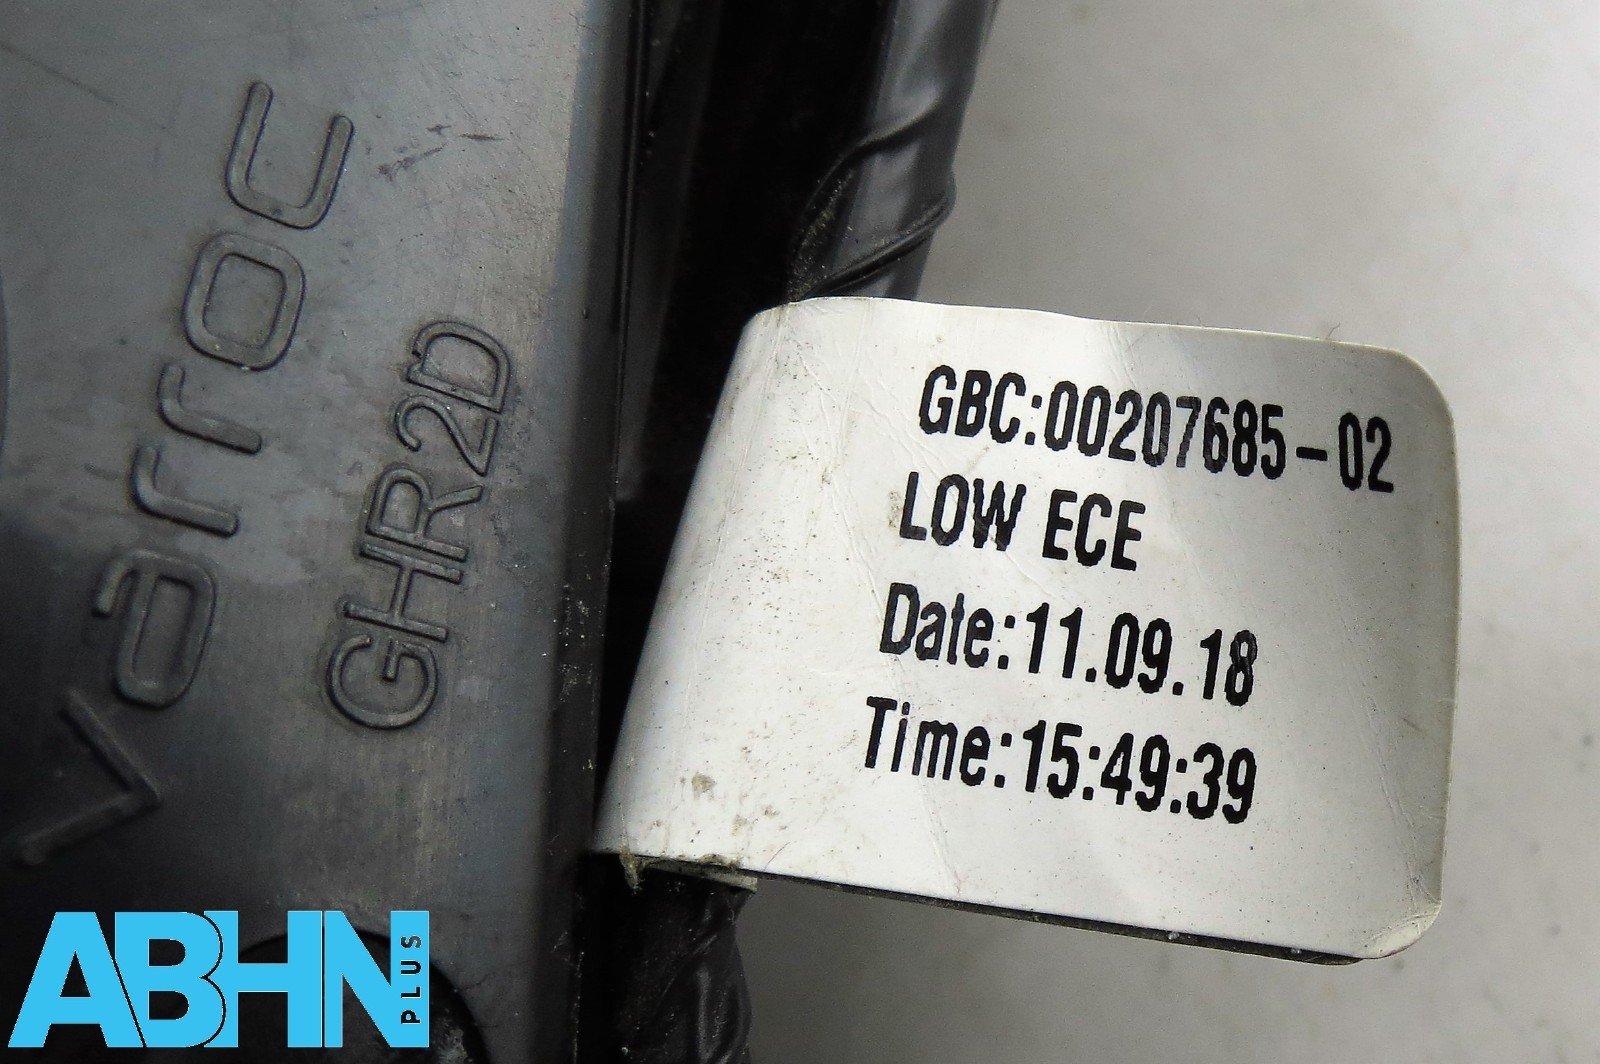 varroc
GHR2D
GBC:00207685-02
LOW ECE
Date:11.09.18
Time:15:49:39
ABHN
PLUS